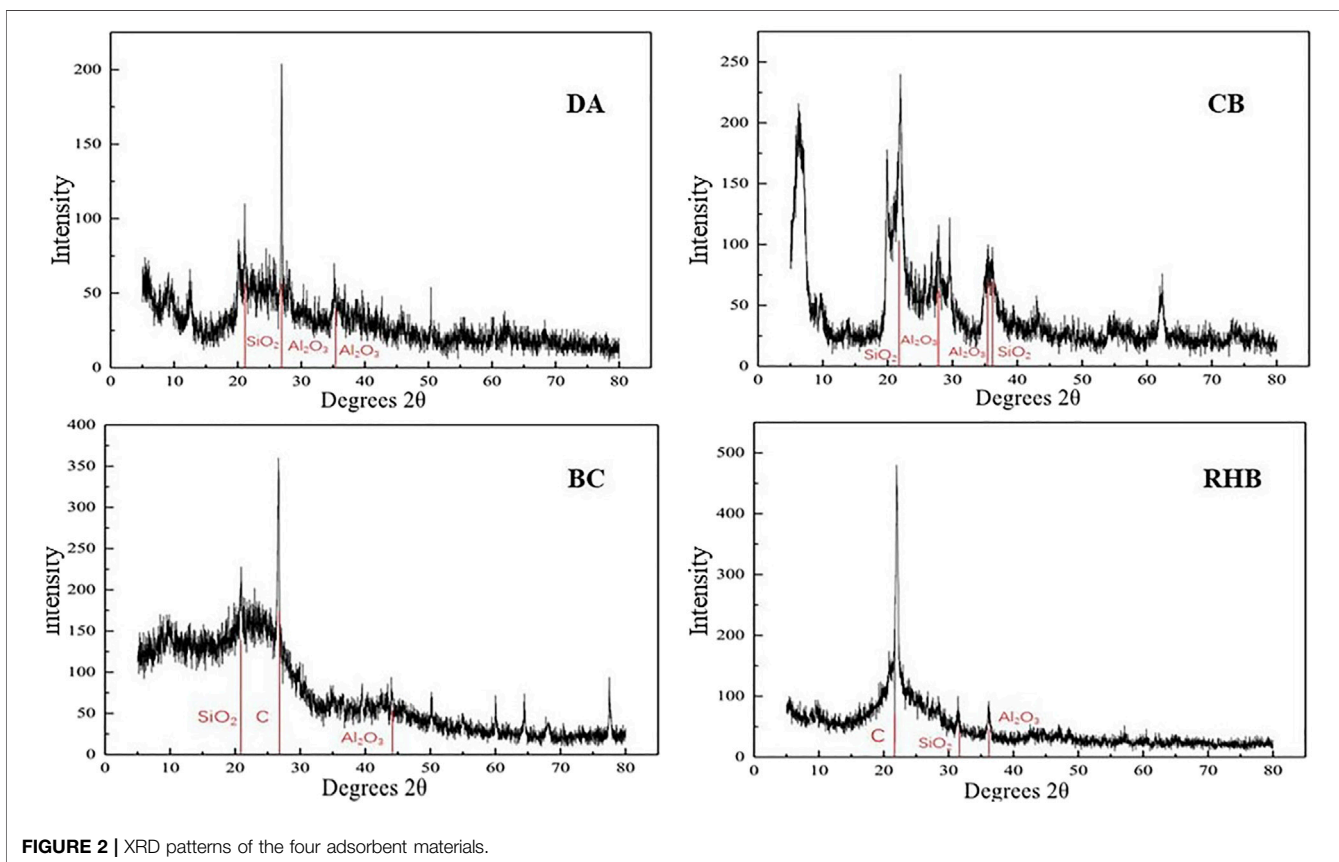 DA
200
150
100
50
0
Intensity
SiO₂ Al₂O₃ Al₂O₃
0 10 20 30 40 50 60 70 80
Degrees 2θ
CB
250
200
150
100
50
0
Intensity
SiO₂ Al₂O₃ Al₂O₃ SiO₂
0 10 20 30 40 50 60 70 80
Degrees 2θ
BC
400
350
300
250
200
150
100
50
0
Intensity
SiO₂ C Al₂O₃
0 10 20 30 40 50 60 70 80
Degrees 2θ
RHB
500
400
300
200
150
100
50
0
Intensity
C SiO₂ Al₂O₃
0 10 20 30 40 50 60 70 80
Degrees 2θ
FIGURE 2 | XRD patterns of the four adsorbent materials.